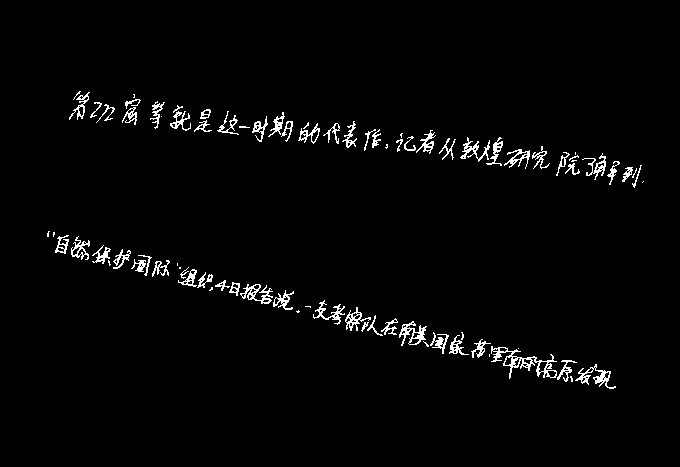 第272窟等就是这一时期的代表作。记者从敦煌研究院了解到,
“自然保护国际”组织4日报告说,一支考察队在南美国家苏里南的高原发现